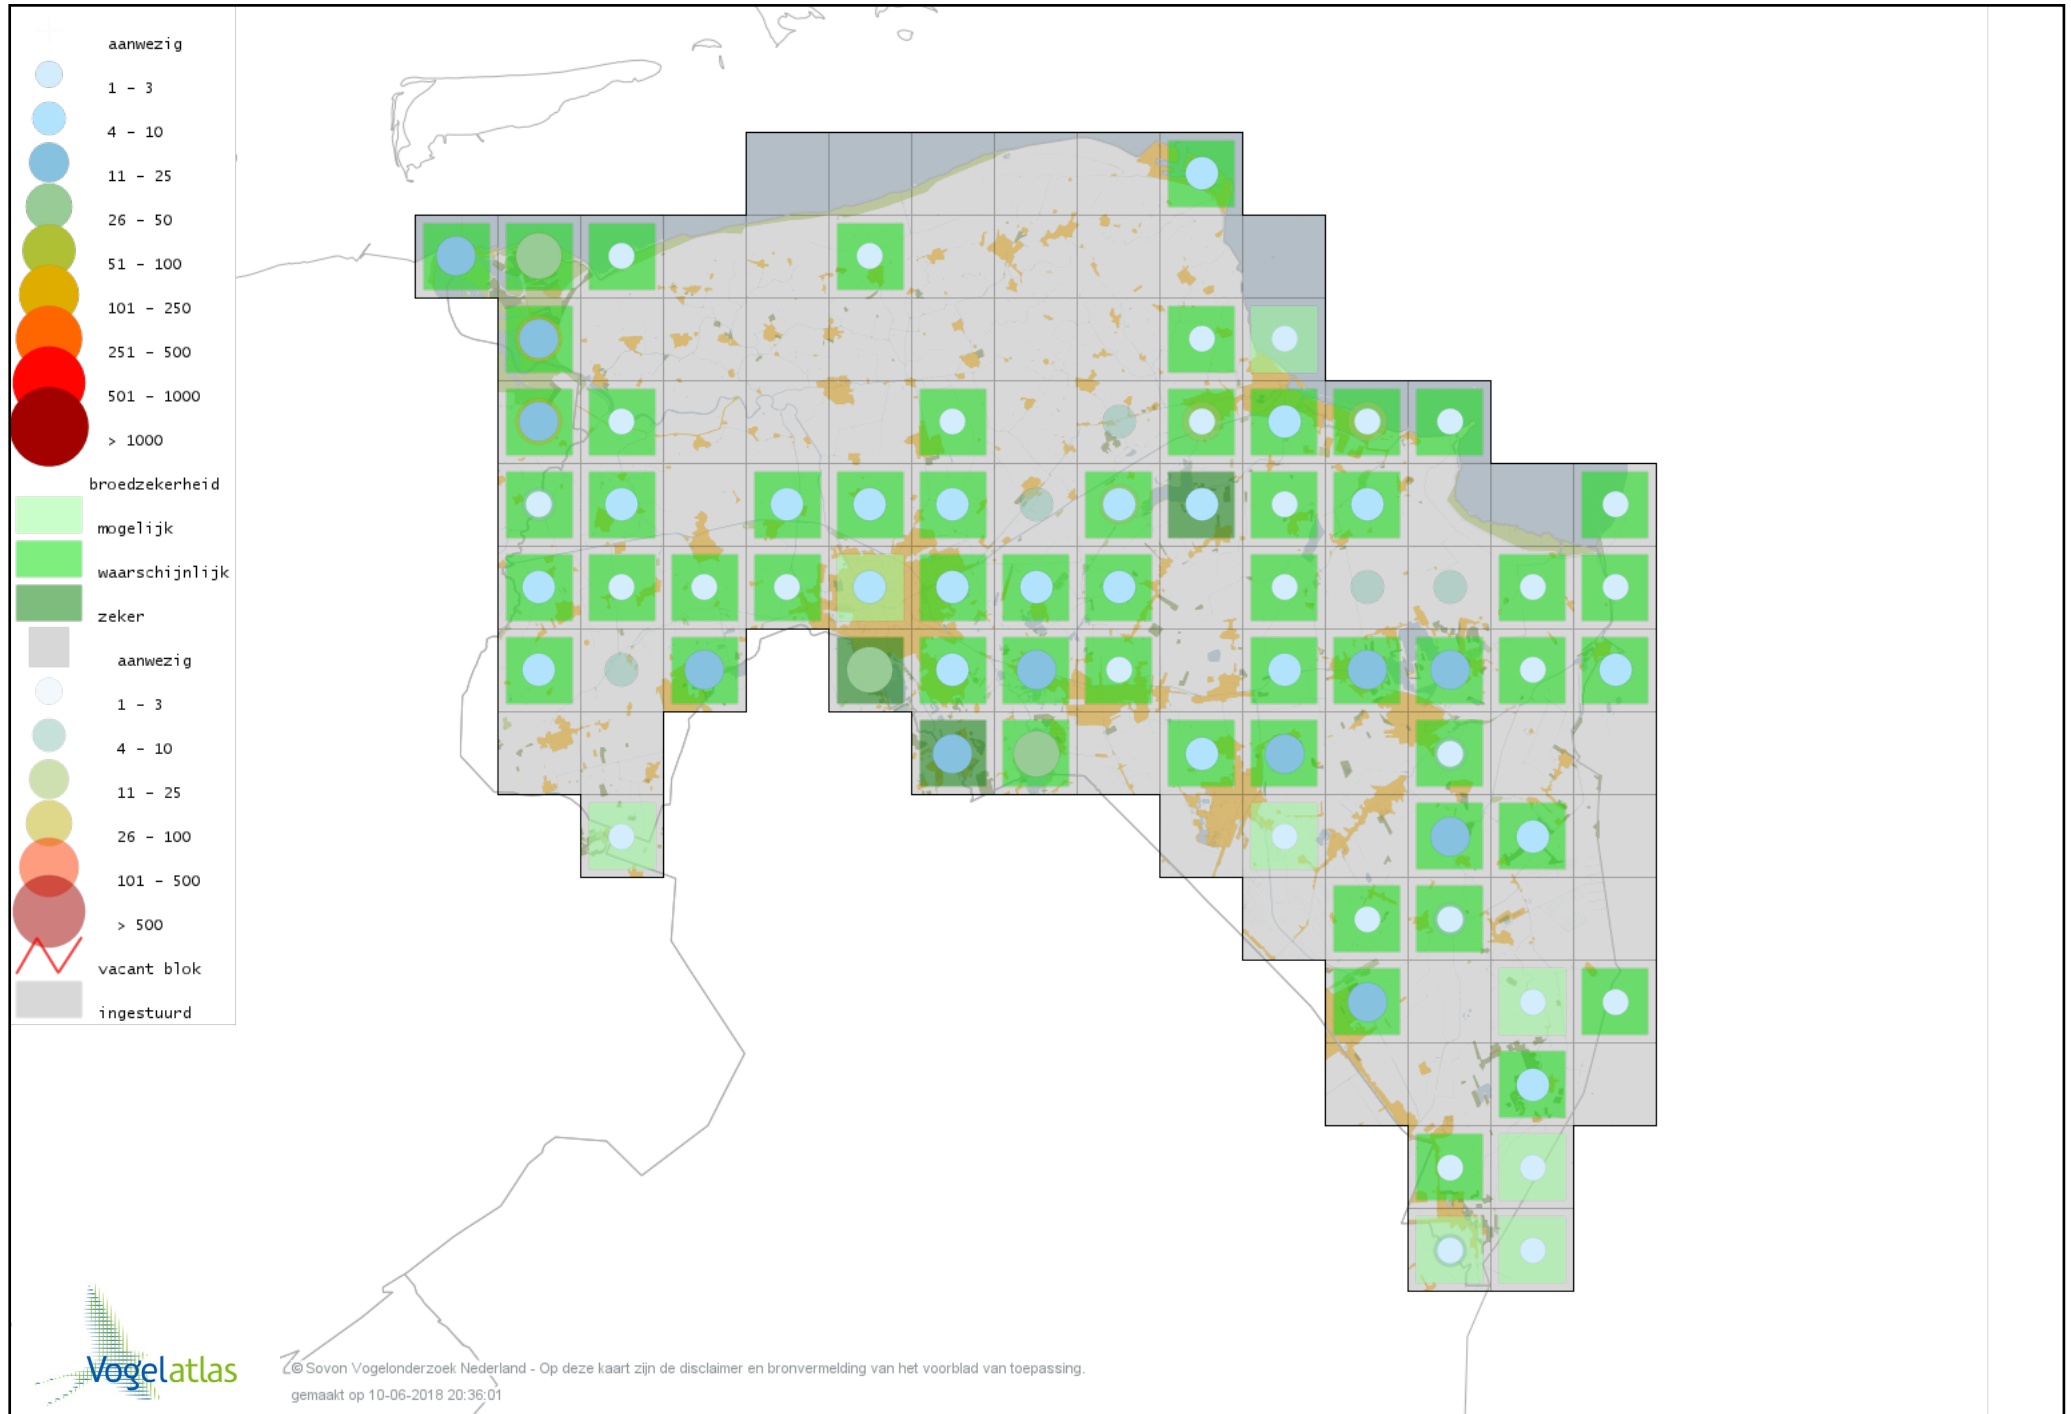 aanwezig
1 - 3
4 - 10
11 - 25
26 - 50
51 - 100
101 - 250
251 - 500
501 - 1000
> 1000
broedzekerheid
mogelijk
waarschijnlijk
zeker
aanwezig
1 - 3
4 - 10
11 - 25
26 - 100
101 - 500
> 500
vacant blok
ingestuurd
Vogelatlas
© Sovon Vogelonderzoek Nederland - Op deze kaart zijn de disclaimer en bronvermelding van het voorblad van toepassing.
gemaakt op 10-06-2018 20:36:01